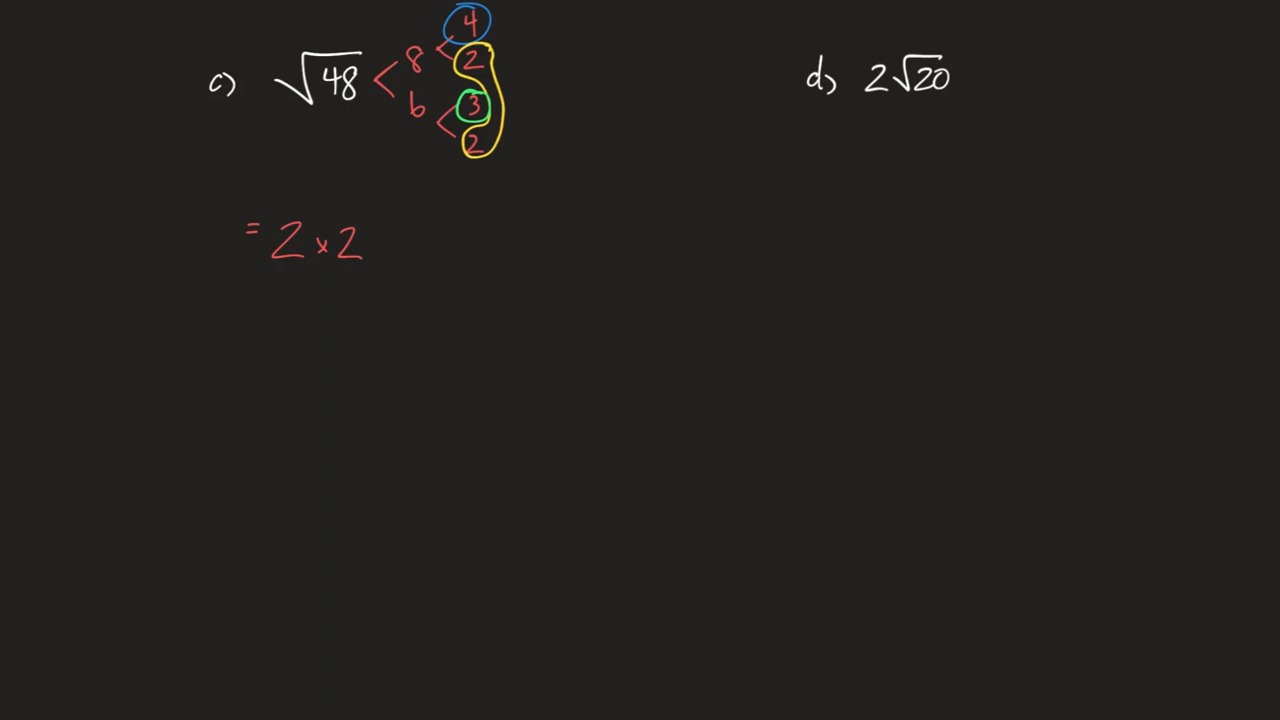 c) √48 < 8 < 4 2
6 < 3 2
= 2 x 2
d) 2√20